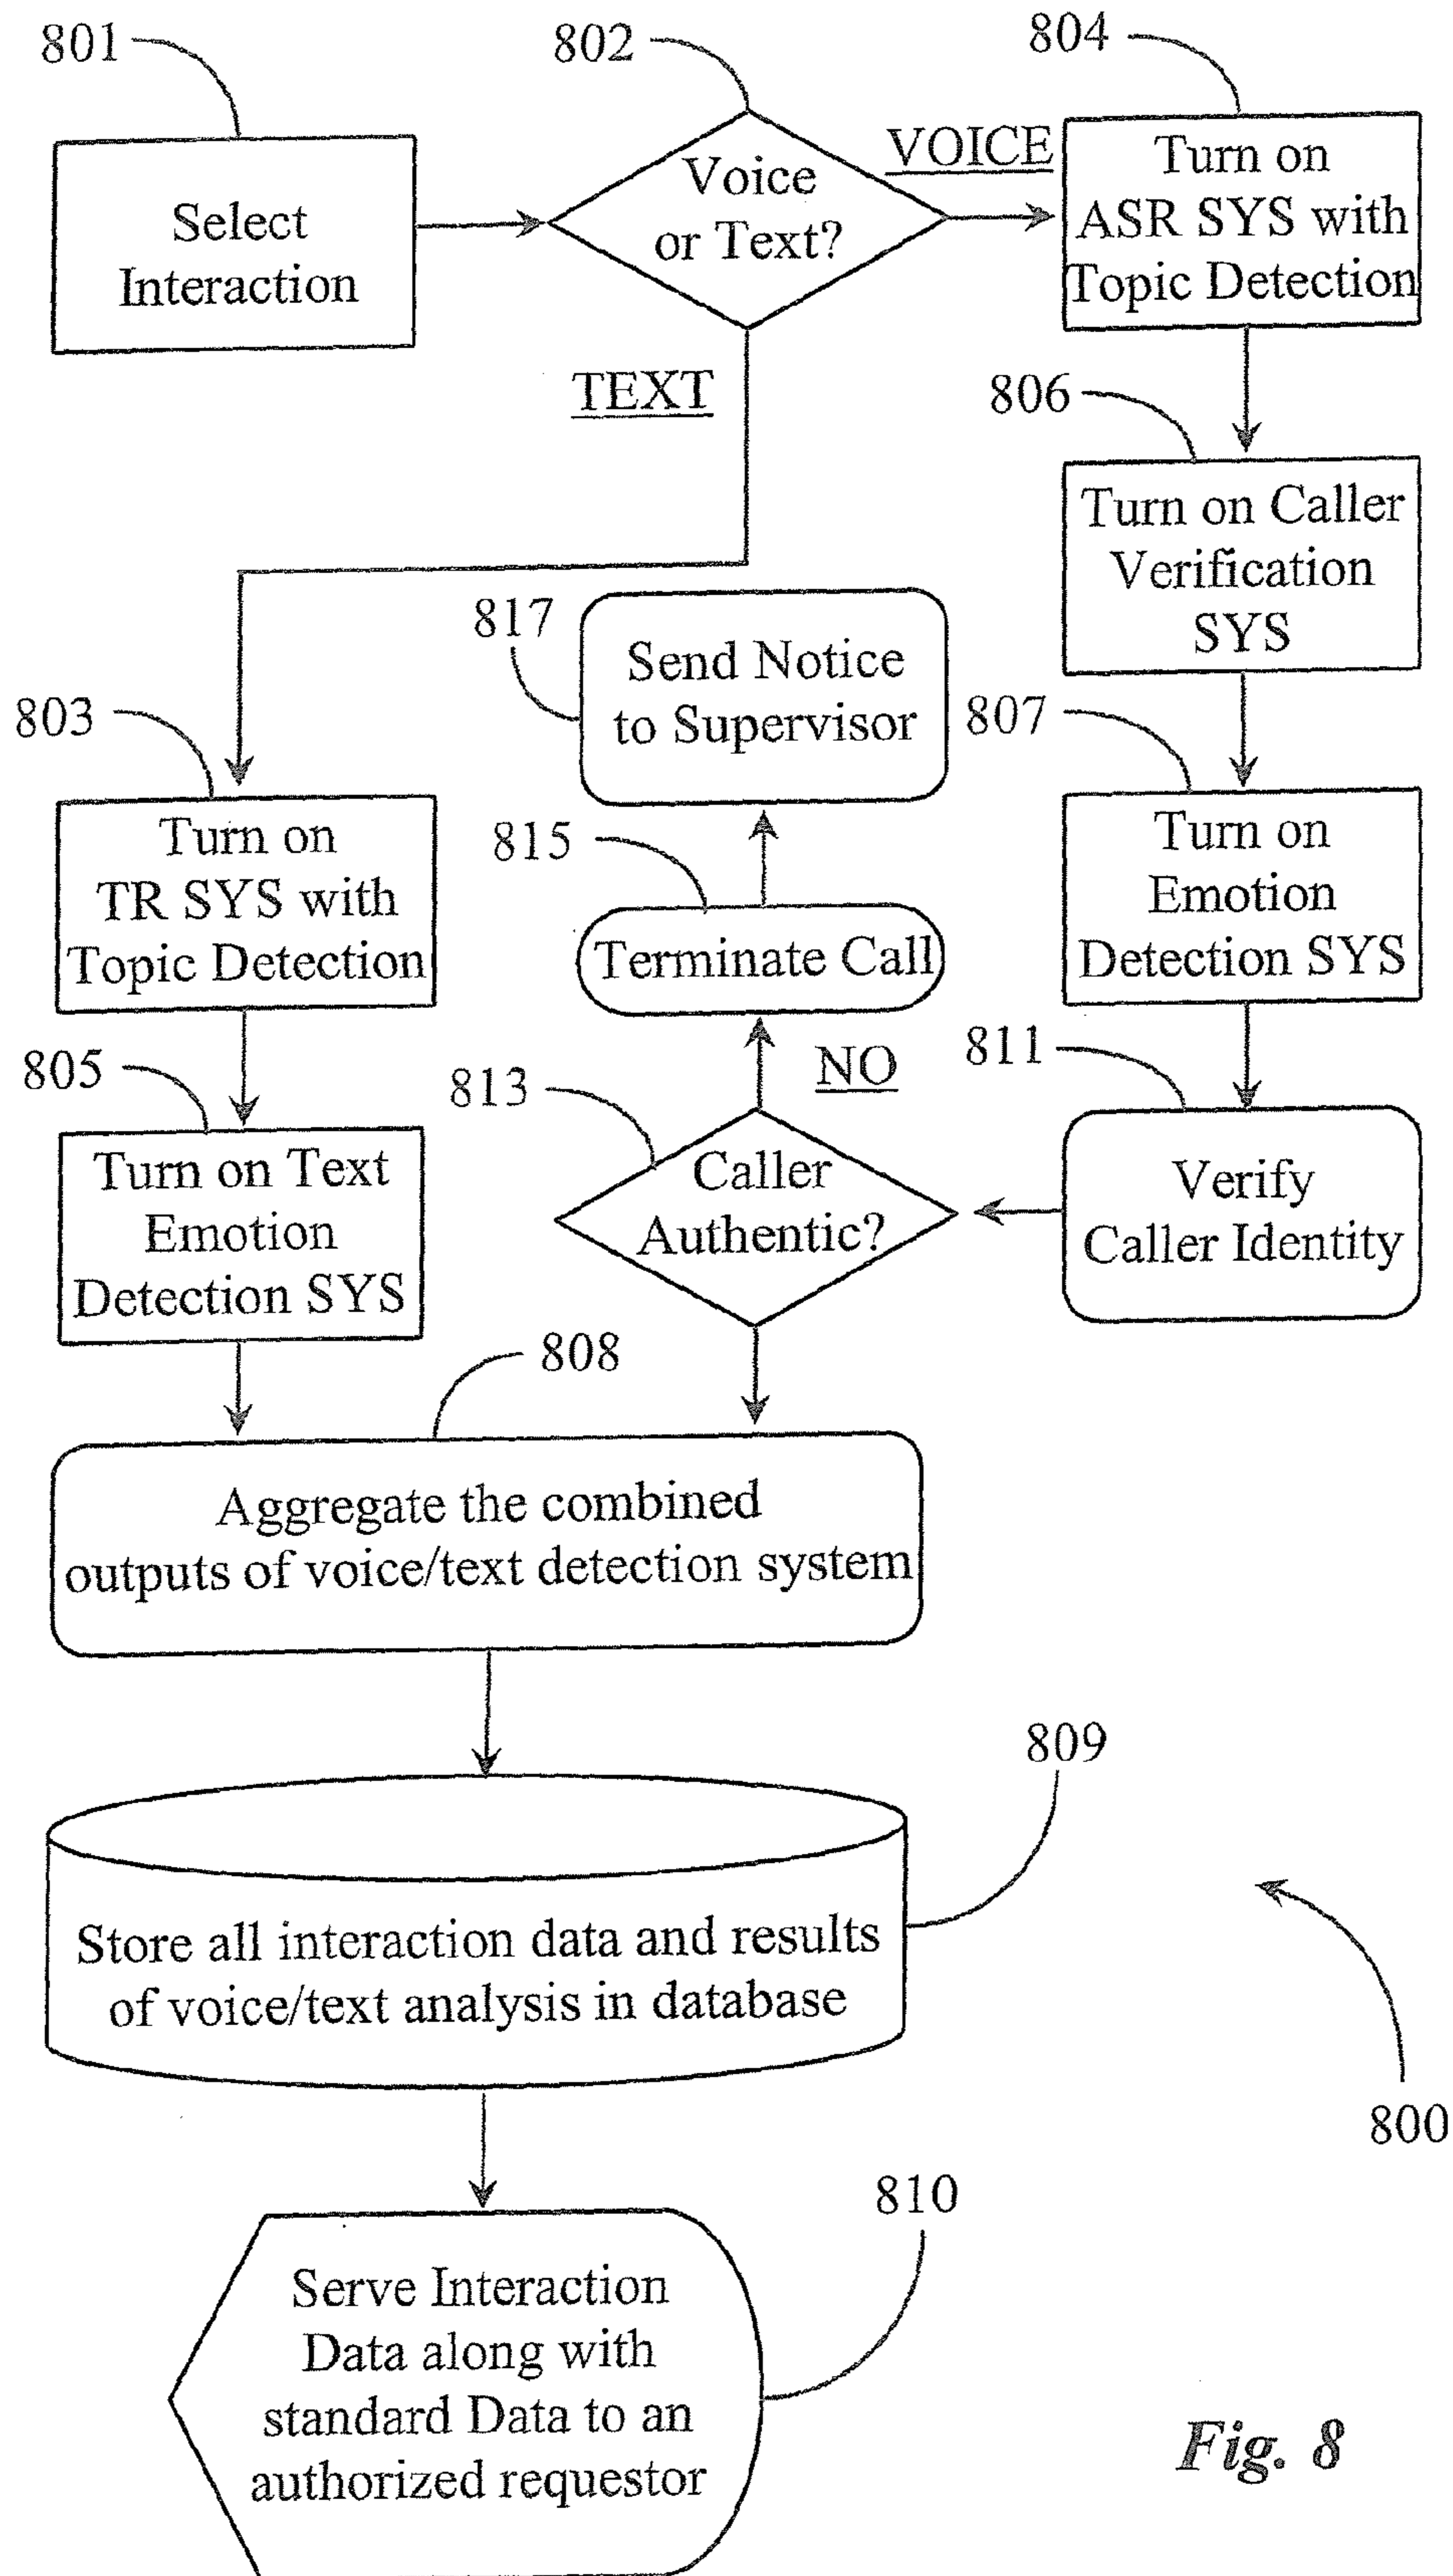 801
802
804
Select
Interaction
Voice
or Text?
VOICE
Turn on
ASR SYS with
Topic Detection
TEXT
806
Turn on Caller
Verification
SYS
817
Send Notice
to Supervisor
803
807
Turn on
TR SYS with
Topic Detection
815
Terminate Call
Turn on
Emotion
Detection SYS
805
813
NO
811
Turn on Text
Emotion
Detection SYS
Caller
Authentic?
Verify
Caller Identity
808
Aggregate the combined
outputs of voice/text detection system
809
Store all interaction data and results
of voice/text analysis in database
800
810
Serve Interaction
Data along with
standard Data to an
authorized requestor
Fig. 8